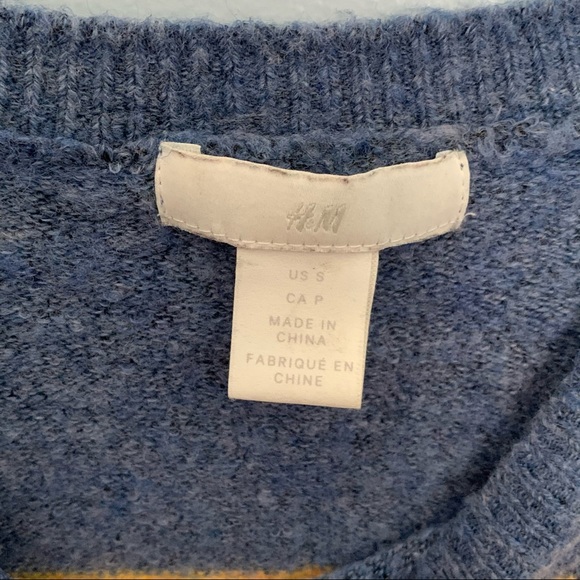 H&M
US S
CA P
MADE IN
CHINA
FABRIQUÉ EN
CHINE